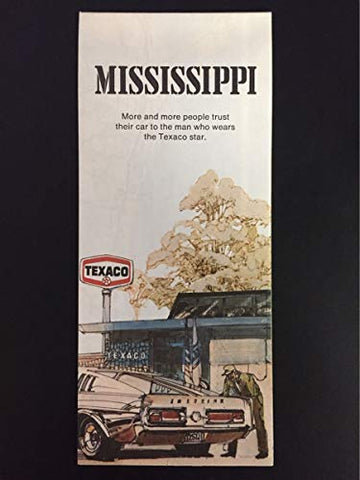 MISSISSIPPI
More and more people trust
their car to the man who wears
the Texaco star.
TEXACO
TEXACO